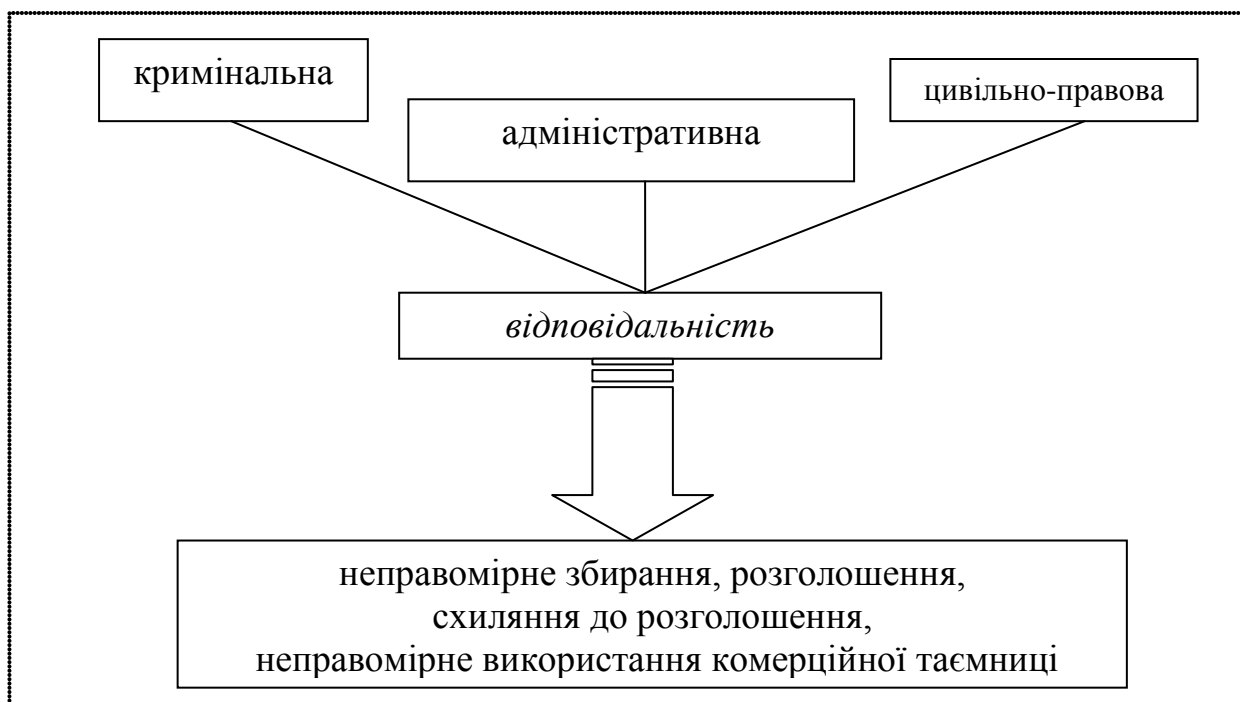 кримінальна
адміністративна
цивільно-правова
відповідальність
неправомірне збирання, розголошення,
схиляння до розголошення,
неправомірне використання комерційної таємниці